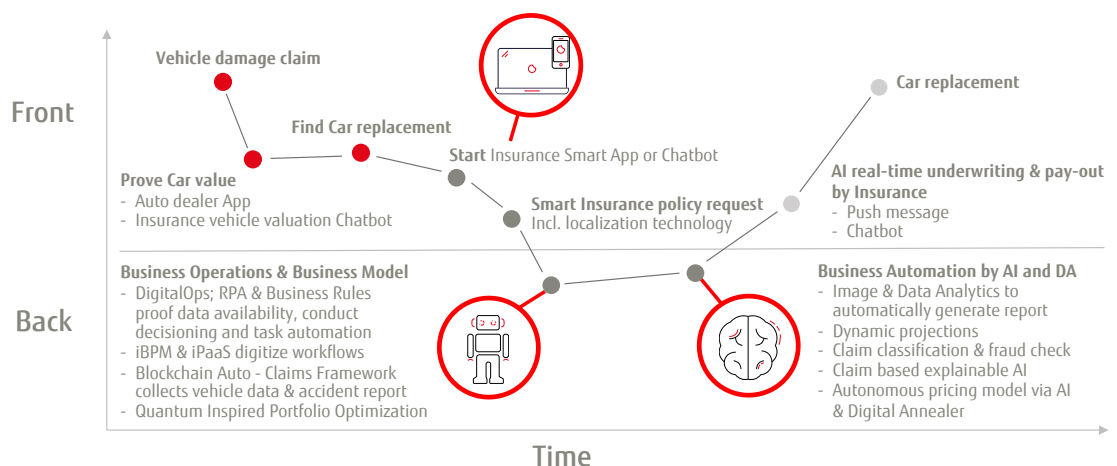 Front
Vehicle damage claim
Find Car replacement
Start Insurance Smart App or Chatbot
Car replacement
Prove Car value
- Auto dealer App
- Insurance vehicle valuation Chatbot
Smart Insurance policy request
Incl. localization technology
AI real-time underwriting & pay-out
by Insurance
- Push message
- Chatbot
Back
Business Operations & Business Model
- DigitalOps; RPA & Business Rules
proof data availability, conduct
decisioning and task automation
- iBPM & iPaaS digitize workflows
- Blockchain Auto - Claims Framework
collects vehicle data & accident report
- Quantum Inspired Portfolio Optimization
Business Automation by AI and DA
- Image & Data Analytics to
automatically generate report
- Dynamic projections
- Claim classification & fraud check
- Claim based explainable AI
- Autonomous pricing model via AI
& Digital Annealer
Time